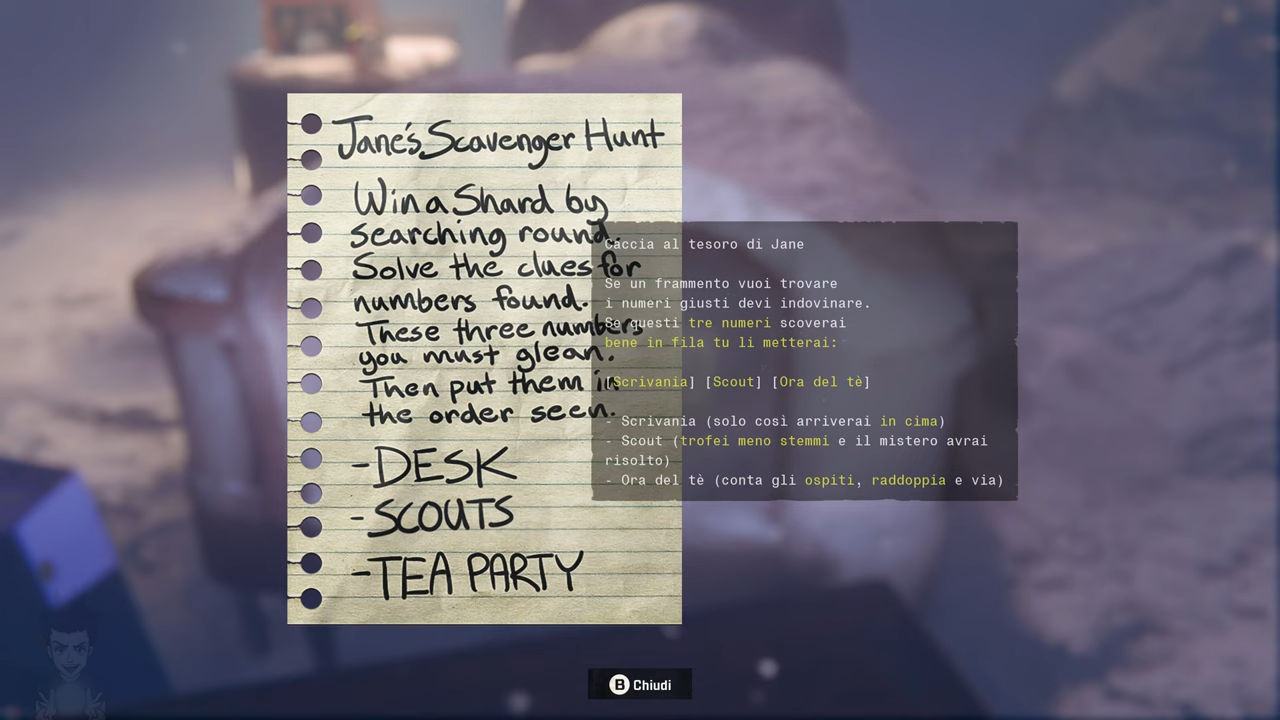 Jane's Scavenger Hunt
Win a Shard by
Searching round.
Solve the clues for
numbers found.
These three numbers
you must glean.
Then put them in
the order seen.
-DESK
-SCOUTS
-TEA PARTY
Caccia al tesoro di Jane
Se un frammento vuoi trovare
i numeri giusti devi indovinare.
Se questi tre numeri scoverai
bene in fila tu li metterai:
[Scrivania] [Scout] [Ora del tè]
- Scrivania (solo così arriverai in cima)
- Scout (trofei meno stemmi e il mistero avrai
risolto)
- Ora del tè (conta gli ospiti, raddoppia e via)
B Chiudi